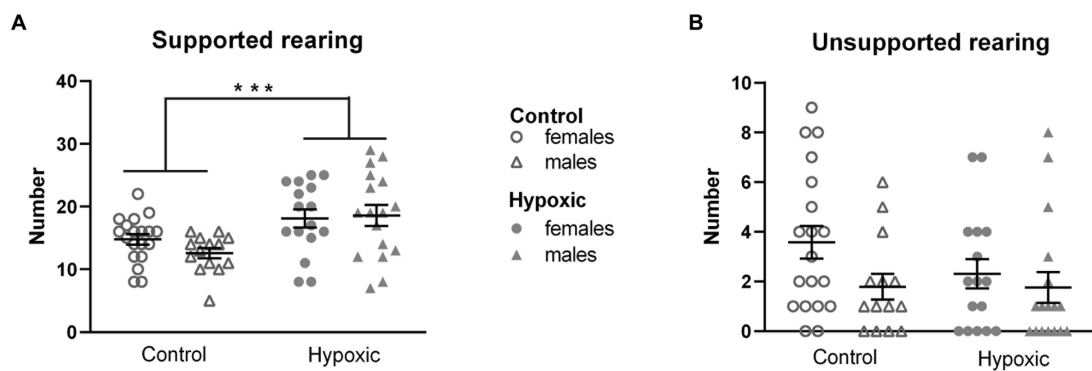 A
Supported rearing
Number
40
30
20
10
0
***
Control
Hypoxic
Control
females
males
Hypoxic
females
males
B
Unsupported rearing
Number
10
8
6
4
2
0
Control
Hypoxic